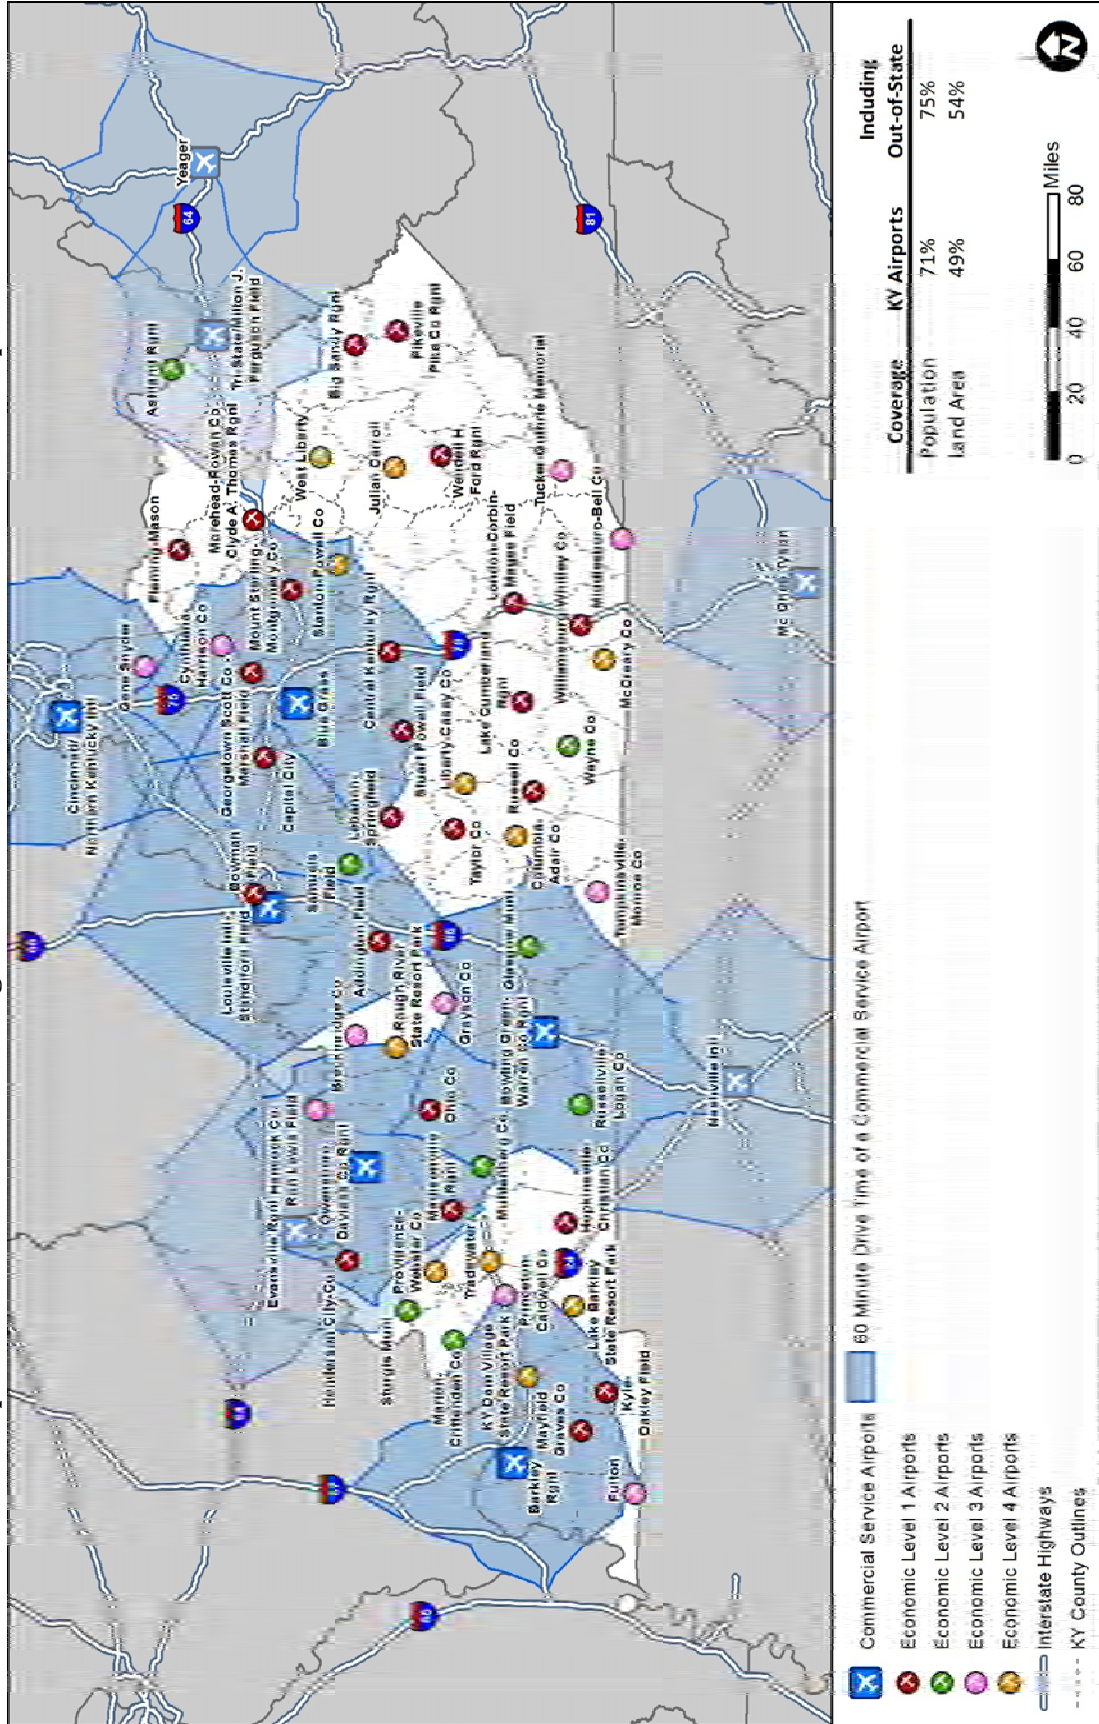 Yeager
64
81
Ashland Rgnl
Tri-State/Milton J.
Ferguson Field
Big Sandy Rgnl
Pikeville
Pike Co Rgnl
Fleming-Mason
Morehead-Rowan Co
Clyde A. Thomas Rgnl
West Liberty
Julian Carroll
Wendell H.
Ford Rgnl
Tucker Guthrie Memorial
Middlesboro-Bell Co
Mount Sterling-
Montgomery Co
Stanton-Powell Co
London-Corbin-
Magee Field
Williamsburg Whitley Co
McCreary Co
Mc Ghee Tyson
Cincinnati/
Northern Kentucky Intl
Gene Snyder
Cynthiana
Harrison Co
75
Georgetown Scott Co -
Marshall Field
Blue Grass
Central Kentucky Rgnl
Capital City
Stuart Powell Field
Liberty-Casey Co
Lake Cumberland
Rgnl
Russell Co
Wayne Co
Lebanon-
Springfield
Taylor Co
Columbia-
Adair Co
Tompkinsville-
Monroe Co
Bowman
Field
Louisville Intl-
Standiford Field
Samuels
Field
Addington Field
Rough River
State Resort Park
Breckinridge Co
Grayson Co
Glasgow Muni
Bowling Green-
Warren Co Rgnl
Russellville-
Logan Co
Nashville Intl
Hancock Co-
Ron Lewis Field
Owensboro
Daviess Co Rgnl
Evansville Rgnl
Ohio Co
Muhlenberg Co
Madisonville
Muni Rgnl
Hopkinsville
Christian Co
Henderson City-Co
Providence-
Webster Co
Tradewater
Princeton-
Caldwell Co
Lake Barkley
State Resort Park
Sturgis Muni
Marion-
Crittenden Co
KY Dam Village
State Resort Park
Mayfield
Graves Co
Kyle-
Oakley Field
Barkley
Rgnl
Fulton
Coverage KY Airports Including
Out-of-State
Population 71% 75%
Land Area 49% 54%
N
0 20 40 60 80
Miles
Commercial Service Airports
60 Minute Drive Time of a Commercial Service Airport
Economic Level 1 Airports
Economic Level 2 Airports
Economic Level 3 Airports
Economic Level 4 Airports
Interstate Highways
KY County Outlines